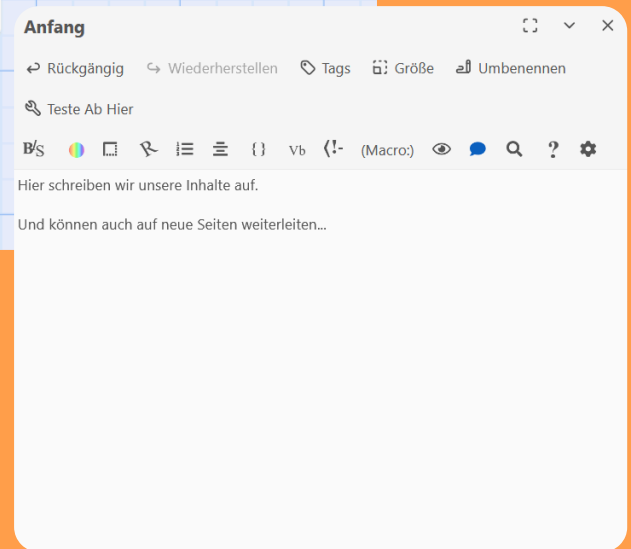 Anfang
Rückgängig Wiederherstellen Tags Größe Umbenennen
Teste Ab Hier
B/S { } Vb (Macro:) ?
Hier schreiben wir unsere Inhalte auf.
Und können auch auf neue Seiten weiterleiten...